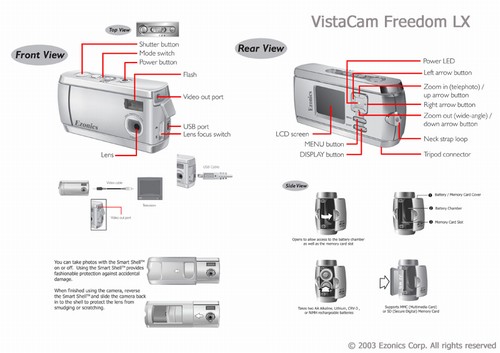 VistaCam Freedom LX
Top View
Shutter button
Mode switch
Power button
Front View
Flash
Video out port
USB port
Lens focus switch
Lens
Ezonics
Rear View
Power LED
Left arrow button
Zoom in (telephoto) /
up arrow button
Right arrow button
Zoom out (wide-angle) /
down arrow button
Neck strap loop
Tripod connector
LCD screen
MENU button
DISPLAY button
Ezonics
Video cable
Television
Video out port
USB Cable
Side View
Battery / Memory Card Cover
Battery Chamber
Memory Card Slot
Opens to allow access to the battery chamber
as well as the memory card slot
You can take photos with the Smart Shell™
on or off. Using the Smart Shell™ provides
fashionable protection against accidental
damage.
When finished using the camera, reverse
the Smart Shell™ and slide the camera back
in to the shell to protect the lens from
smudging or scratching.
or NiMH rechargeable batteries
Supports MMC (Multimedia Card)
or SD (Secure Digital) Memory Card
© 2003 Ezonics Corp. All rights reserved